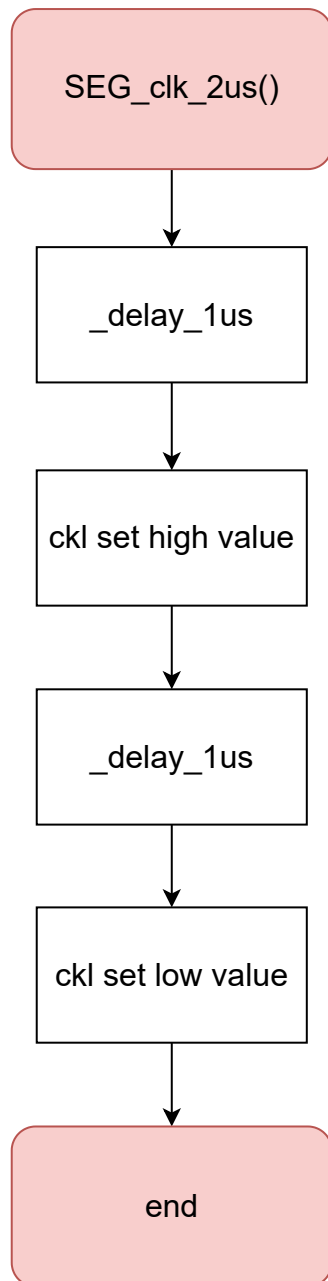 SEG_clk_2us()
_delay_1us
ckl set high value
_delay_1us
ckl set low value
end